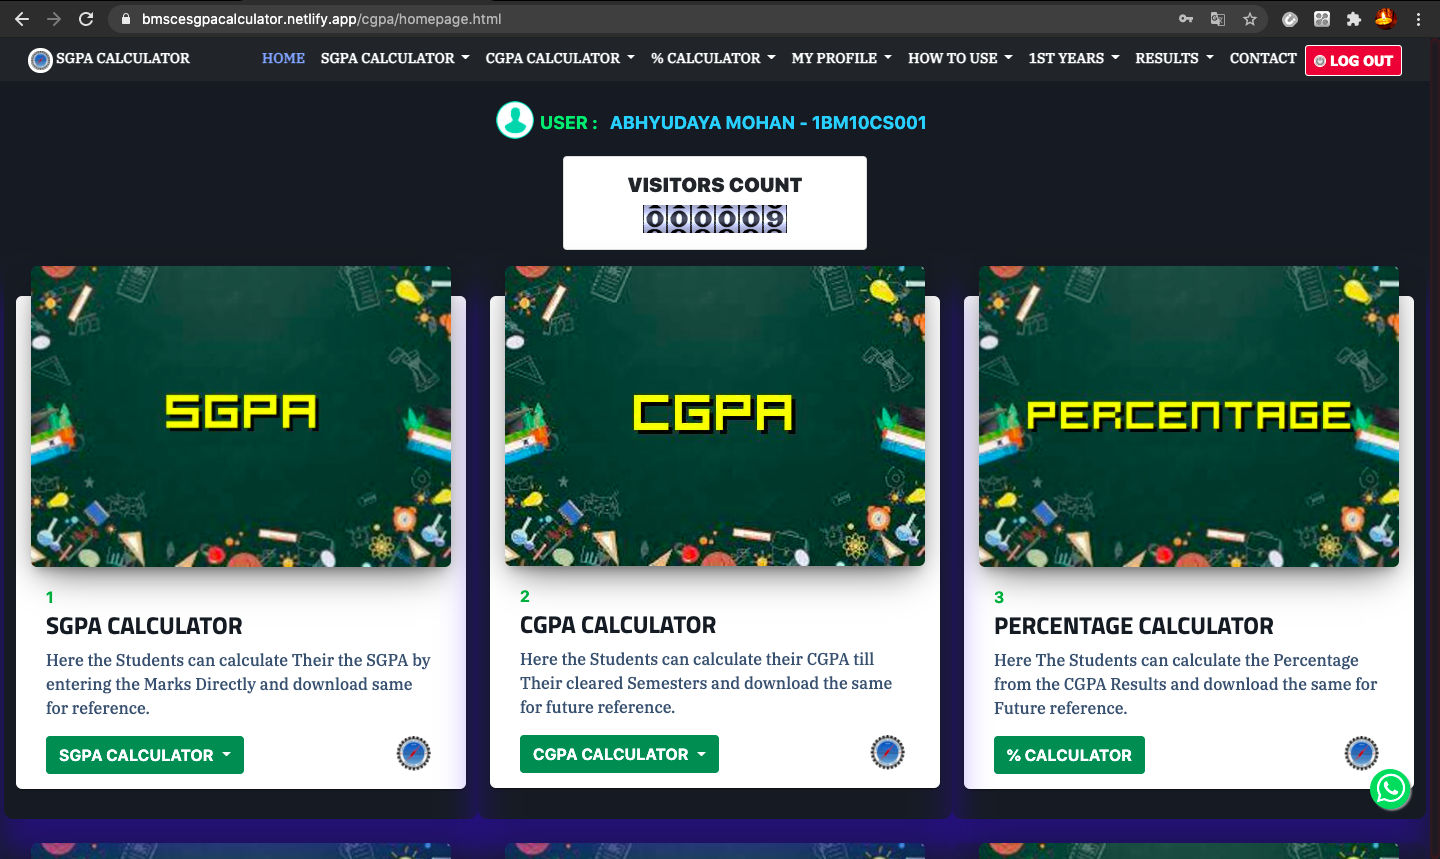 bmscesgpacalculator.netlify.app/cgpa/homepage.html
SGPA CALCULATOR HOME SGPA CALCULATOR CGPA CALCULATOR % CALCULATOR MY PROFILE HOW TO USE 1ST YEARS RESULTS CONTACT LOG OUT
USER : ABHYUDAYA MOHAN - 1BM10CS001
VISITORS COUNT
000009
SGPA
CGPA
PERCENTAGE
1
SGPA CALCULATOR
Here the Students can calculate Their the SGPA by
entering the Marks Directly and download same
for reference.
SGPA CALCULATOR
2
CGPA CALCULATOR
Here the Students can calculate their CGPA till
Their cleared Semesters and download the same
for future reference.
CGPA CALCULATOR
3
PERCENTAGE CALCULATOR
Here The Students can calculate the Percentage
from the CGPA Results and download the same for
Future reference.
% CALCULATOR